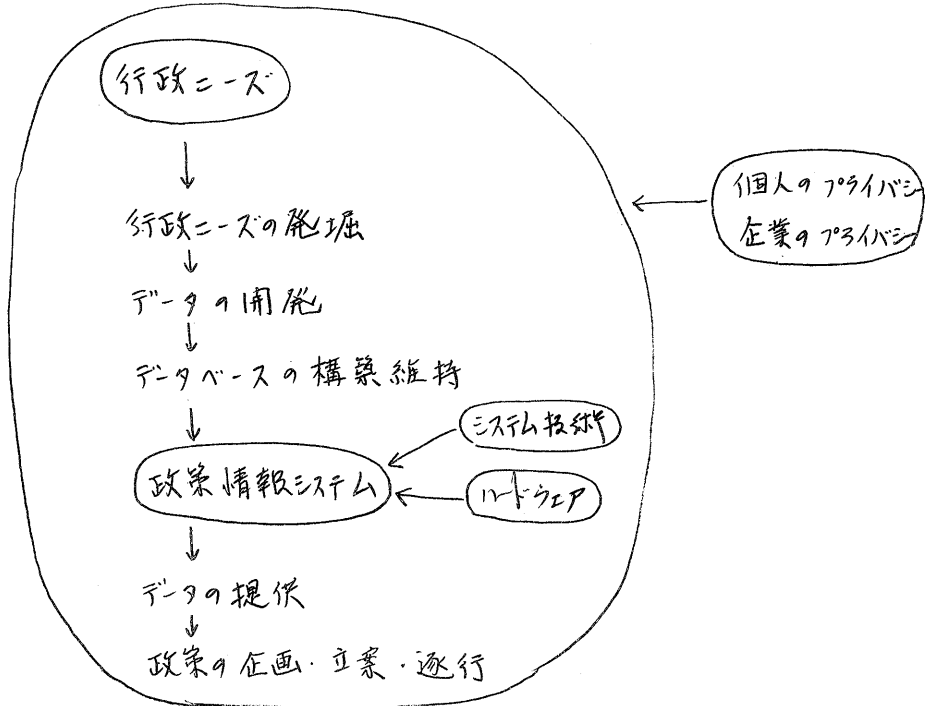 行政ニーズ
行政ニーズの発掘
データの開発
データベースの構築維持
政策情報システム
データの提供
政策の企画・立案・逐行
システム技術
ハードウェア
個人のプライバシー
企業のプライバシー